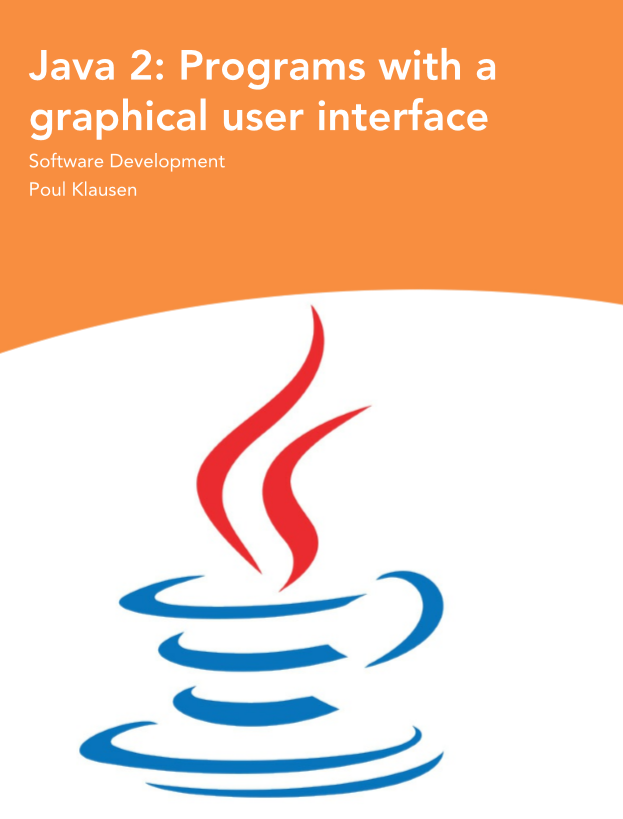 Java 2: Programs with a
graphical user interface
Software Development
Poul Klausen